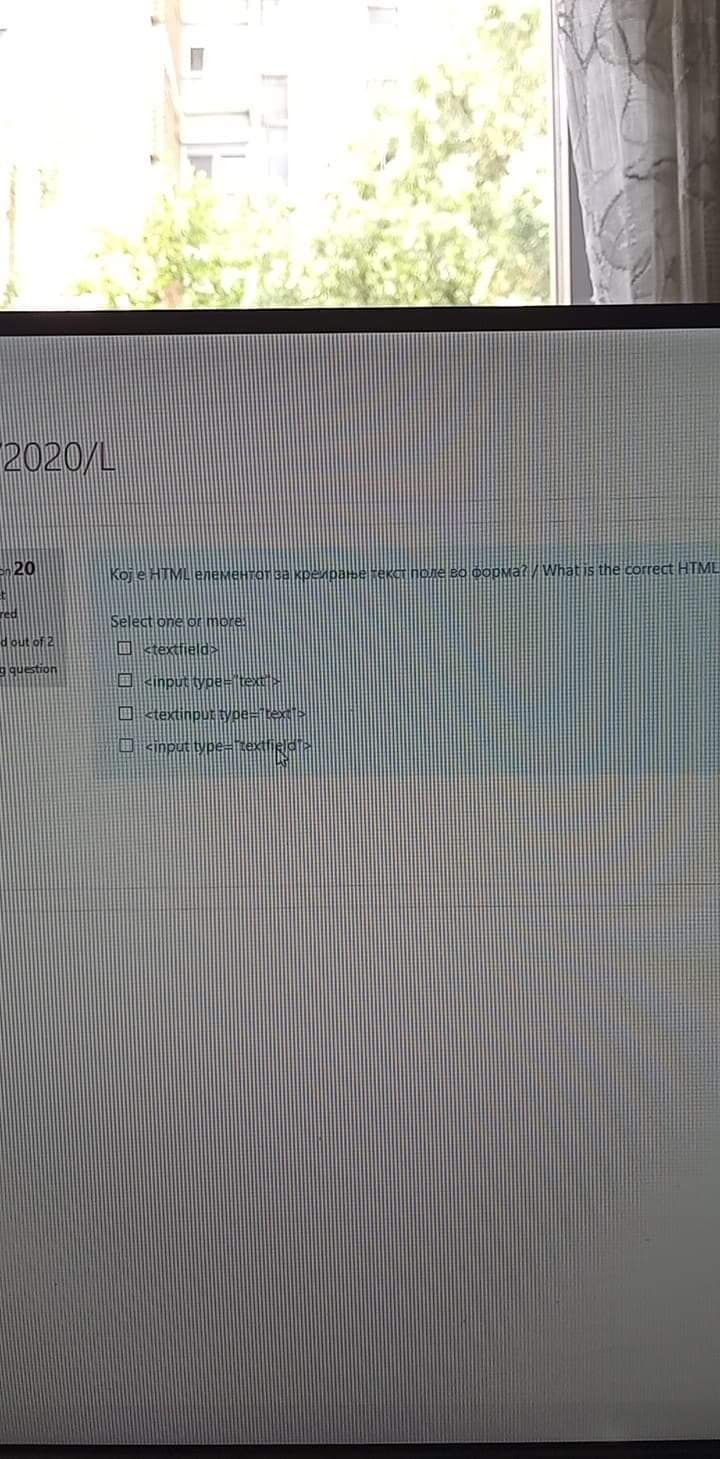 /2020/L
20
Кој е HTML елементот за креирање текст поле во форма? / What is the correct HTML
red
d out of 2
question
Select one or more:
<textfield>
<input type="text">
<textinput type="text">
<input type="textfield">